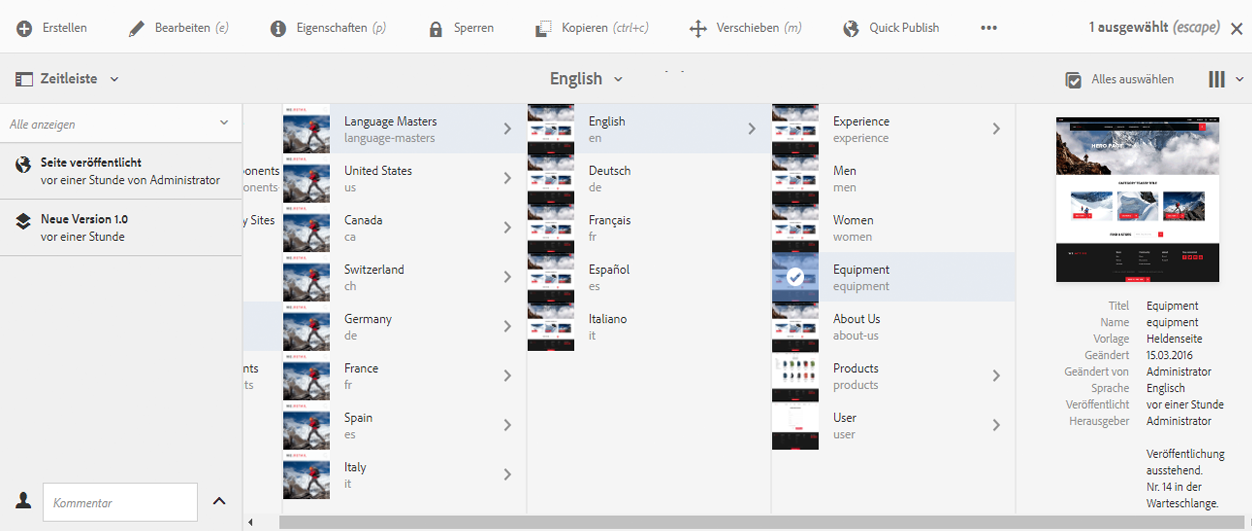 Erstellen
Bearbeiten (e)
Eigenschaften (p)
Sperren
Kopieren (ctrl+c)
Verschieben (m)
Quick Publish
1 ausgewählt (escape)
Zeitleiste
English
Alles auswählen
Alle anzeigen
Seite veröffentlicht
vor einer Stunde von Administrator
Neue Version 1.0
vor einer Stunde
Kommentar
ponents
onents
y Sites
nts
ts
Language Masters
language-masters
United States
us
Canada
ca
Switzerland
ch
Germany
de
France
fr
Spain
es
Italy
it
English
en
Deutsch
de
Français
fr
Español
es
Italiano
it
Experience
experience
Men
men
Women
women
Equipment
equipment
About Us
about-us
Products
products
User
user
HERO PAGE
Titel Equipment
Name equipment
Vorlage Heldenseite
Geändert 15.03.2016
Geändert von Administrator
Sprache Englisch
Veröffentlicht vor einer Stunde
Herausgeber Administrator
Veröffentlichung
ausstehend.
Nr. 14 in der
Warteschlange.